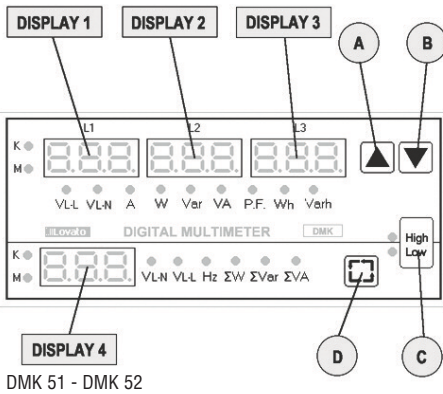 DISPLAY 1 DISPLAY 2 DISPLAY 3
A B
L1 L2 L3
K
M
VL-L VL-N A W Var VA P.F. Wh Varh
Lovato DIGITAL MULTIMETER DMK
High
Low
K
M
VL-N VL-L Hz ΣW ΣVar ΣVA
DISPLAY 4 D C
DMK 51 - DMK 52